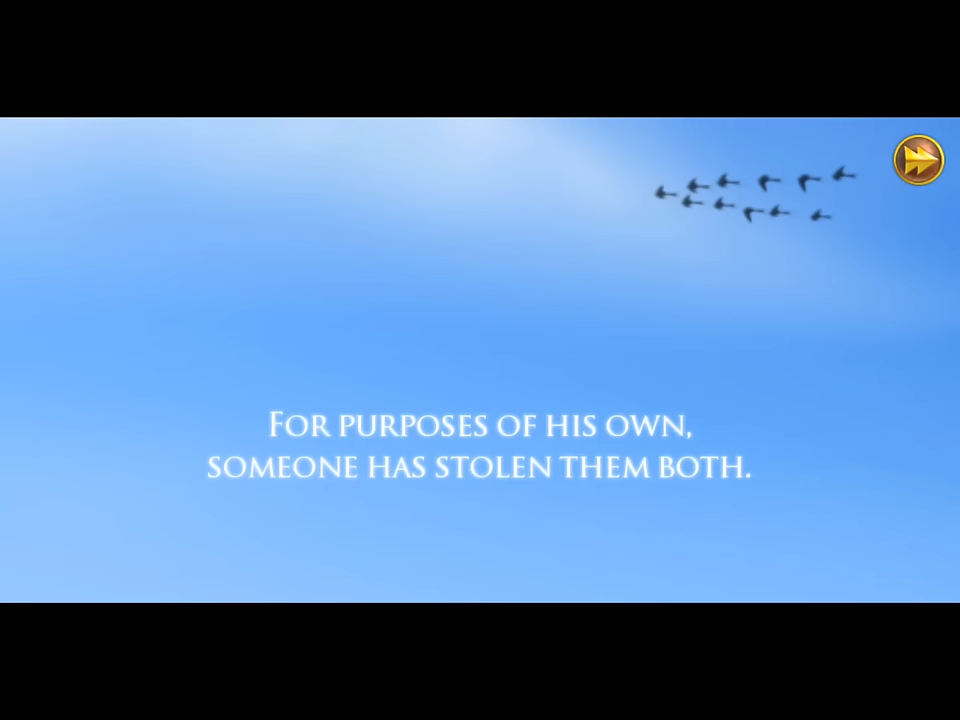 For purposes of his own,
someone has stolen them both.